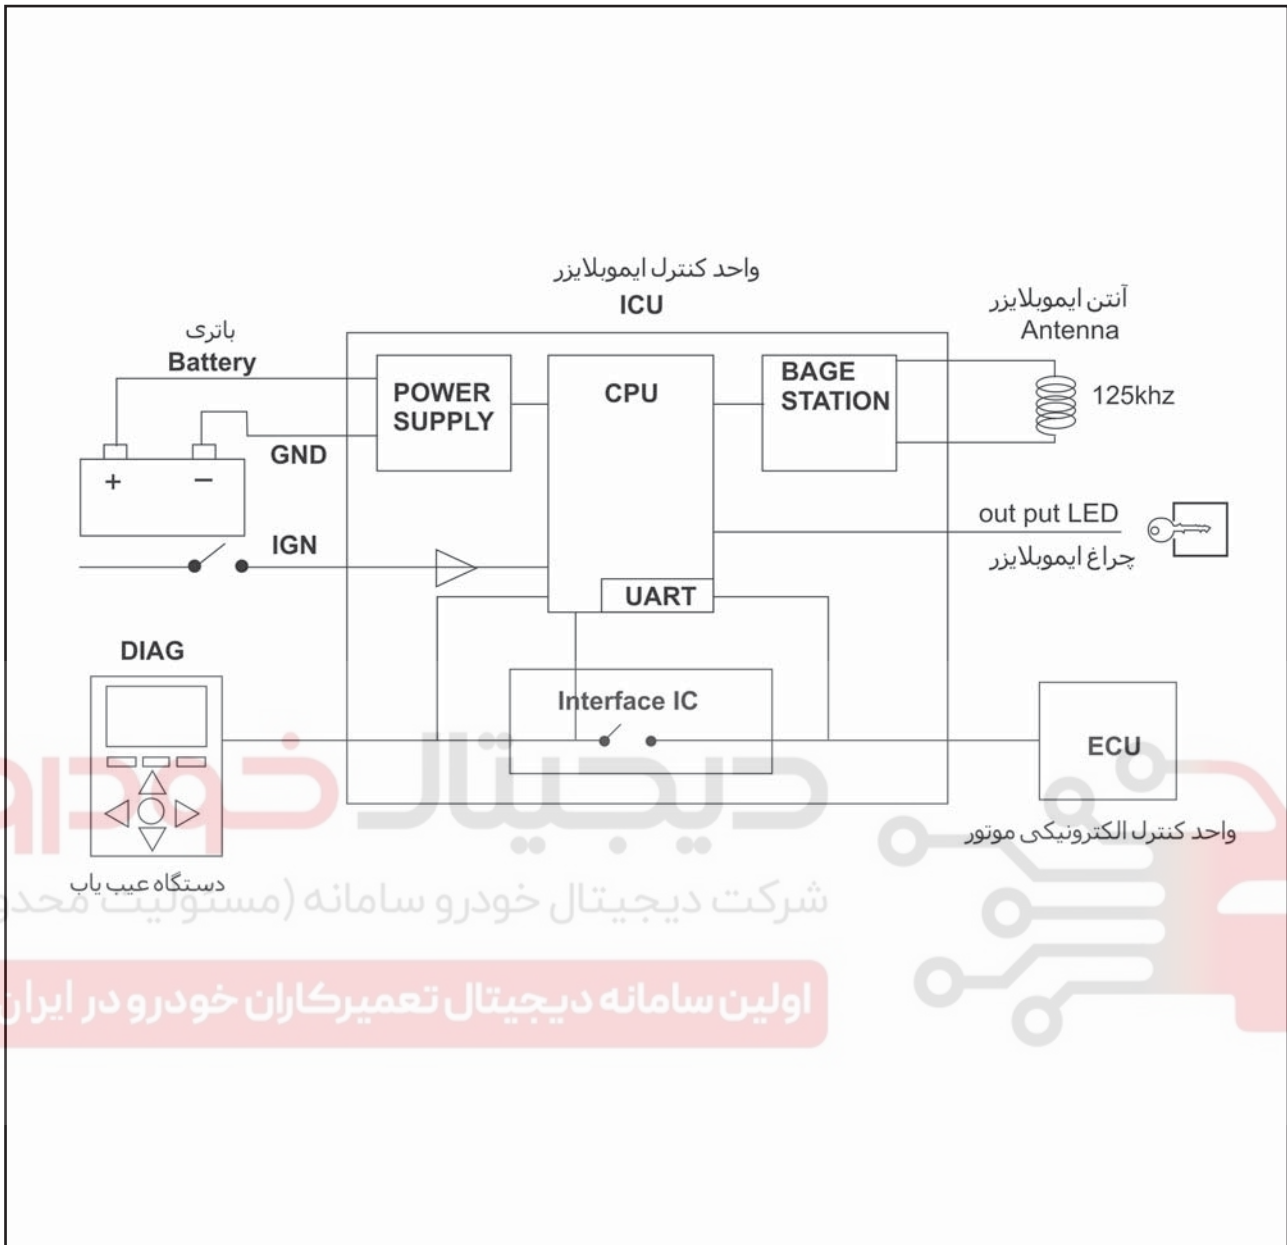 واحد کنترل ایموبلایزر
ICU
آنتن ایموبلایزر
Antenna
باتری
Battery
POWER
SUPPLY
CPU
BAGE
STATION
125khz
GND
+
−
out put LED
IGN
چراغ ایموبلایزر
UART
DIAG
Interface IC
ECU
دیجیتال خودرو
واحد کنترل الکترونیکی موتور
دستگاه عیب یاب
شرکت دیجیتال خودرو سامانه (مسئولیت
اولین سامانه دیجیتال تعمیرکاران خودرو در ایران